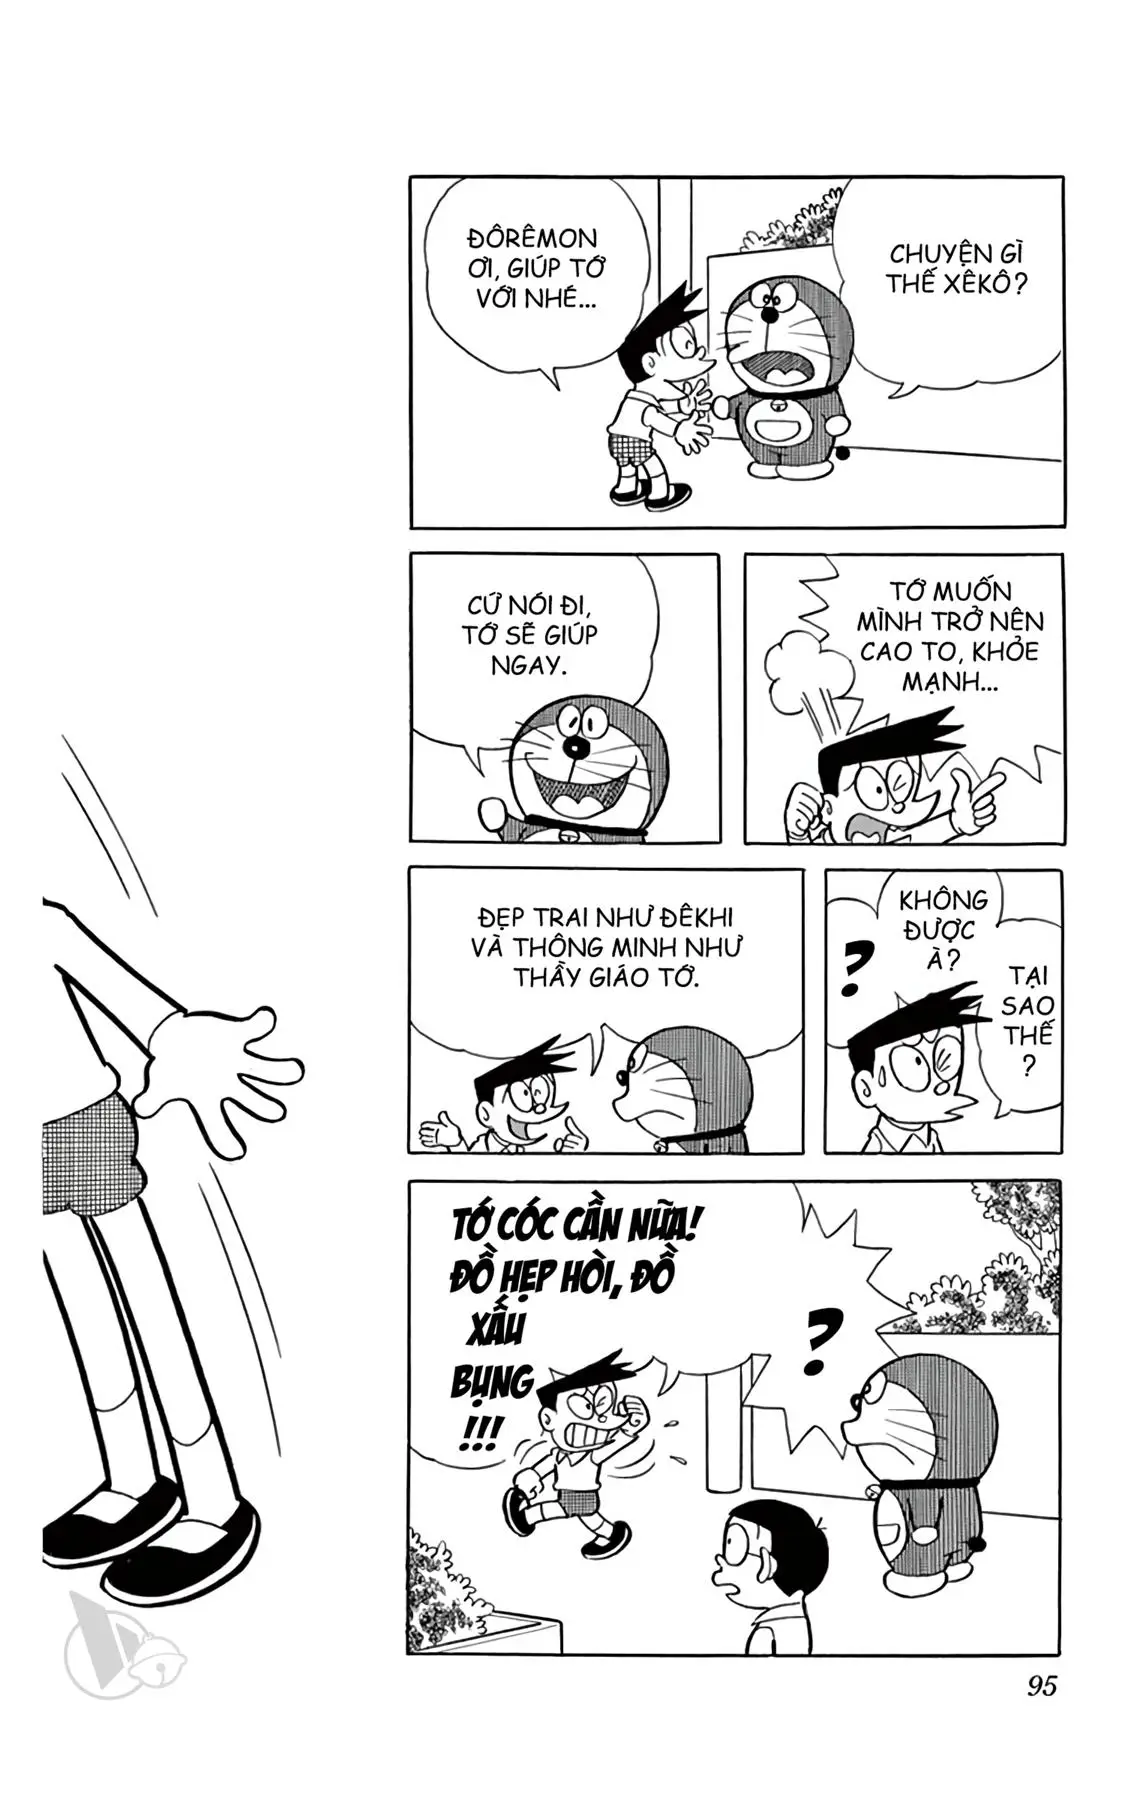 ĐÔRÊMON
ƠI, GIÚP TỚ
VỚI NHÉ...
CHUYỆN GÌ
THẾ XÊKÔ?
CỨ NÓI ĐI,
TỚ SẼ GIÚP
NGAY.
TỚ MUỐN
MÌNH TRỞ NÊN
CAO TO, KHỎE
MẠNH...
ĐẸP TRAI NHƯ ĐÊKHI
VÀ THÔNG MINH NHƯ
THẦY GIÁO TỚ.
?
KHÔNG
ĐƯỢC
À?
TẠI
SAO
THẾ
?
TỚ CÓC CẦN NỮA!
ĐỒ HẸP HÒI, ĐỒ
XẤU
BỤNG
!!!
?
95